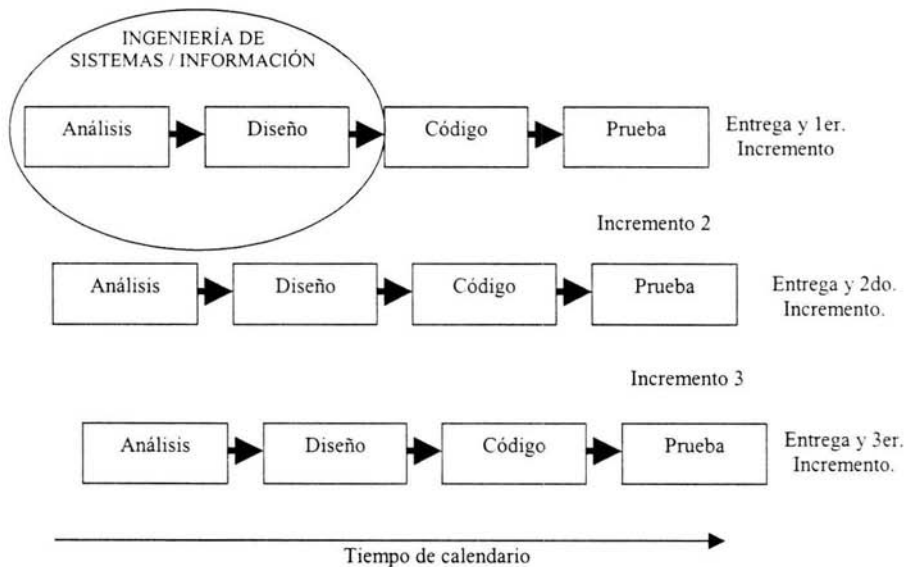 INGENIERÍA DE
SISTEMAS / INFORMACIÓN
Análisis
Diseño
Código
Prueba
Entrega y 1er.
Incremento
Incremento 2
Análisis
Diseño
Código
Prueba
Entrega y 2do.
Incremento.
Incremento 3
Análisis
Diseño
Código
Prueba
Entrega y 3er.
Incremento.
Tiempo de calendario